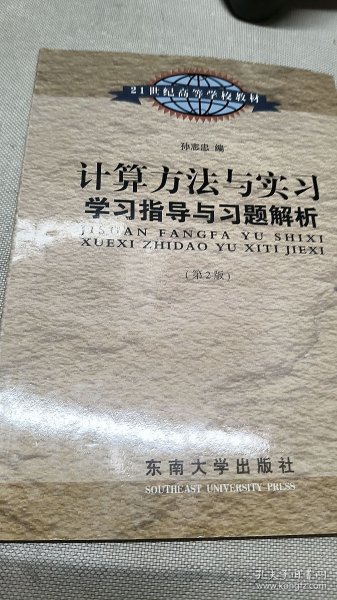 21世纪高等学校教材
孙志忠 编
计算方法与实习
学习指导与习题解析
JISUAN FANGFA YU SHIXI
XUEXI ZHIDAO YU XITI JIEXI
(第2版)
东南大学出版社
SOUTHEAST UNIVERSITY PRESS